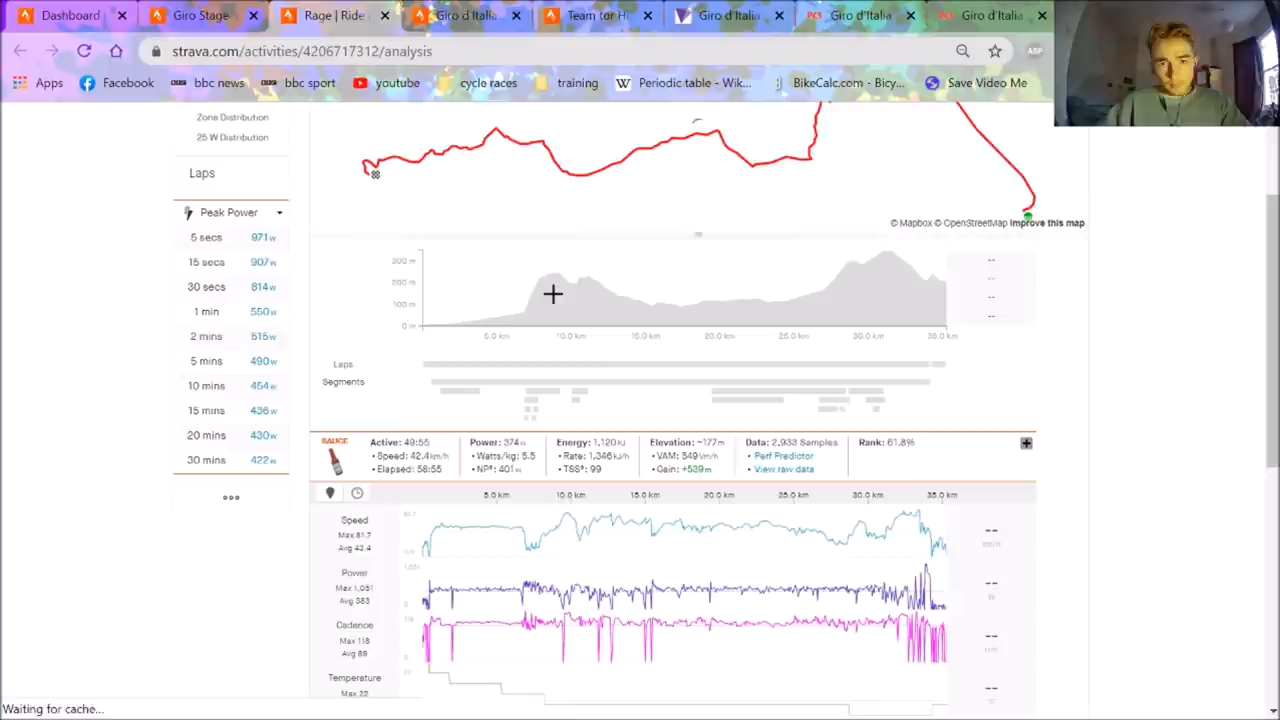 Dashboard
Giro Stage
Rage | Ride
Giro d'Italia
Team for Hi
Giro d'Italia
Giro d'Italia
Giro d'Italia
strava.com/activities/4206717312/analysis
ASP
Apps Facebook bbc news bbc sport youtube cycle races training Periodic table - Wik... BikeCalc.com - Bicy... Save Video Me
Zone Distribution
25 W Distribution
Laps
Peak Power
5 secs 971w
15 secs 907w
30 secs 814w
1 min 550w
2 mins 515w
5 mins 490w
10 mins 454w
15 mins 436w
20 mins 430w
30 mins 422w
© Mapbox © OpenStreetMap Improve this map
300 m
200 m
100 m
0 m
5.0 km 10.0 km 15.0 km 20.0 km 25.0 km 30.0 km 35.0 km
Laps
Segments
SAUCE
Active: 49:55 Power: 374w Energy: 1,120kJ Elevation: ~177m Data: 2,933 Samples Rank: 61.8%
• Speed: 42.4km/h • Watts/kg: 5.5 • Rate: 1,346kJ/h • VAM: 549Vm/h • Perf Predictor
• Elapsed: 58:55 • NP®: 401w • TSS®: 99 • Gain: +539m • View raw data
5.0 km 10.0 km 15.0 km 20.0 km 25.0 km 30.0 km 35.0 km
Speed
Max 81.7
Avg 42.4
Power
Max 1,051
Avg 383
Cadence
Max 118
Avg 89
Temperature
Max 22
Waiting for cache...